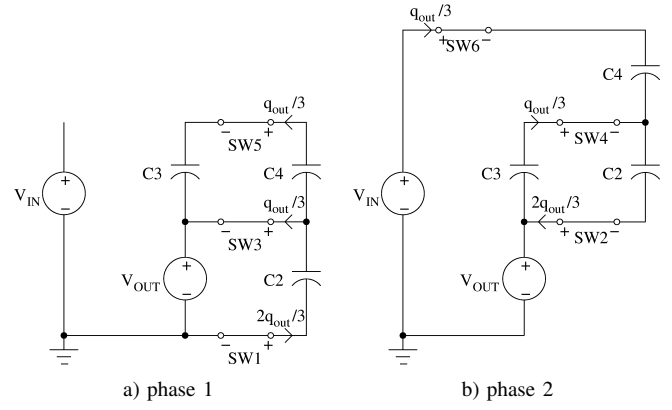 q_out/3
+ −
SW6
C4
q_out/3
− +
SW5
q_out/3
+ −
SW4
C3
C4
C3
C2
V_IN
+
−
q_out/3
− +
SW3
V_IN
+
−
2q_out/3
+ −
SW2
V_OUT
+
−
C2
V_OUT
+
−
2q_out/3
− +
SW1
a) phase 1
b) phase 2